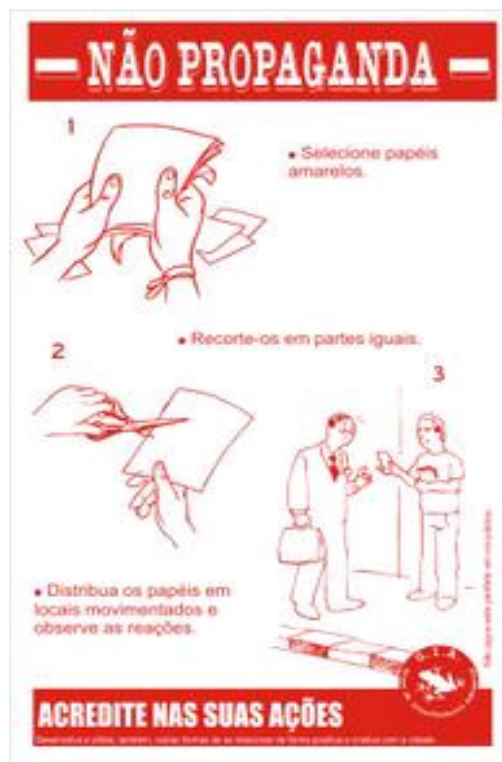 NÃO PROPAGANDA
1
• Selecione papéis
amarelos.
• Recorte-os em partes iguais.
2
3
• Distribua os papéis em
locais movimentados e
observe as reações.
G.I.A
ACREDITE NAS SUAS AÇÕES